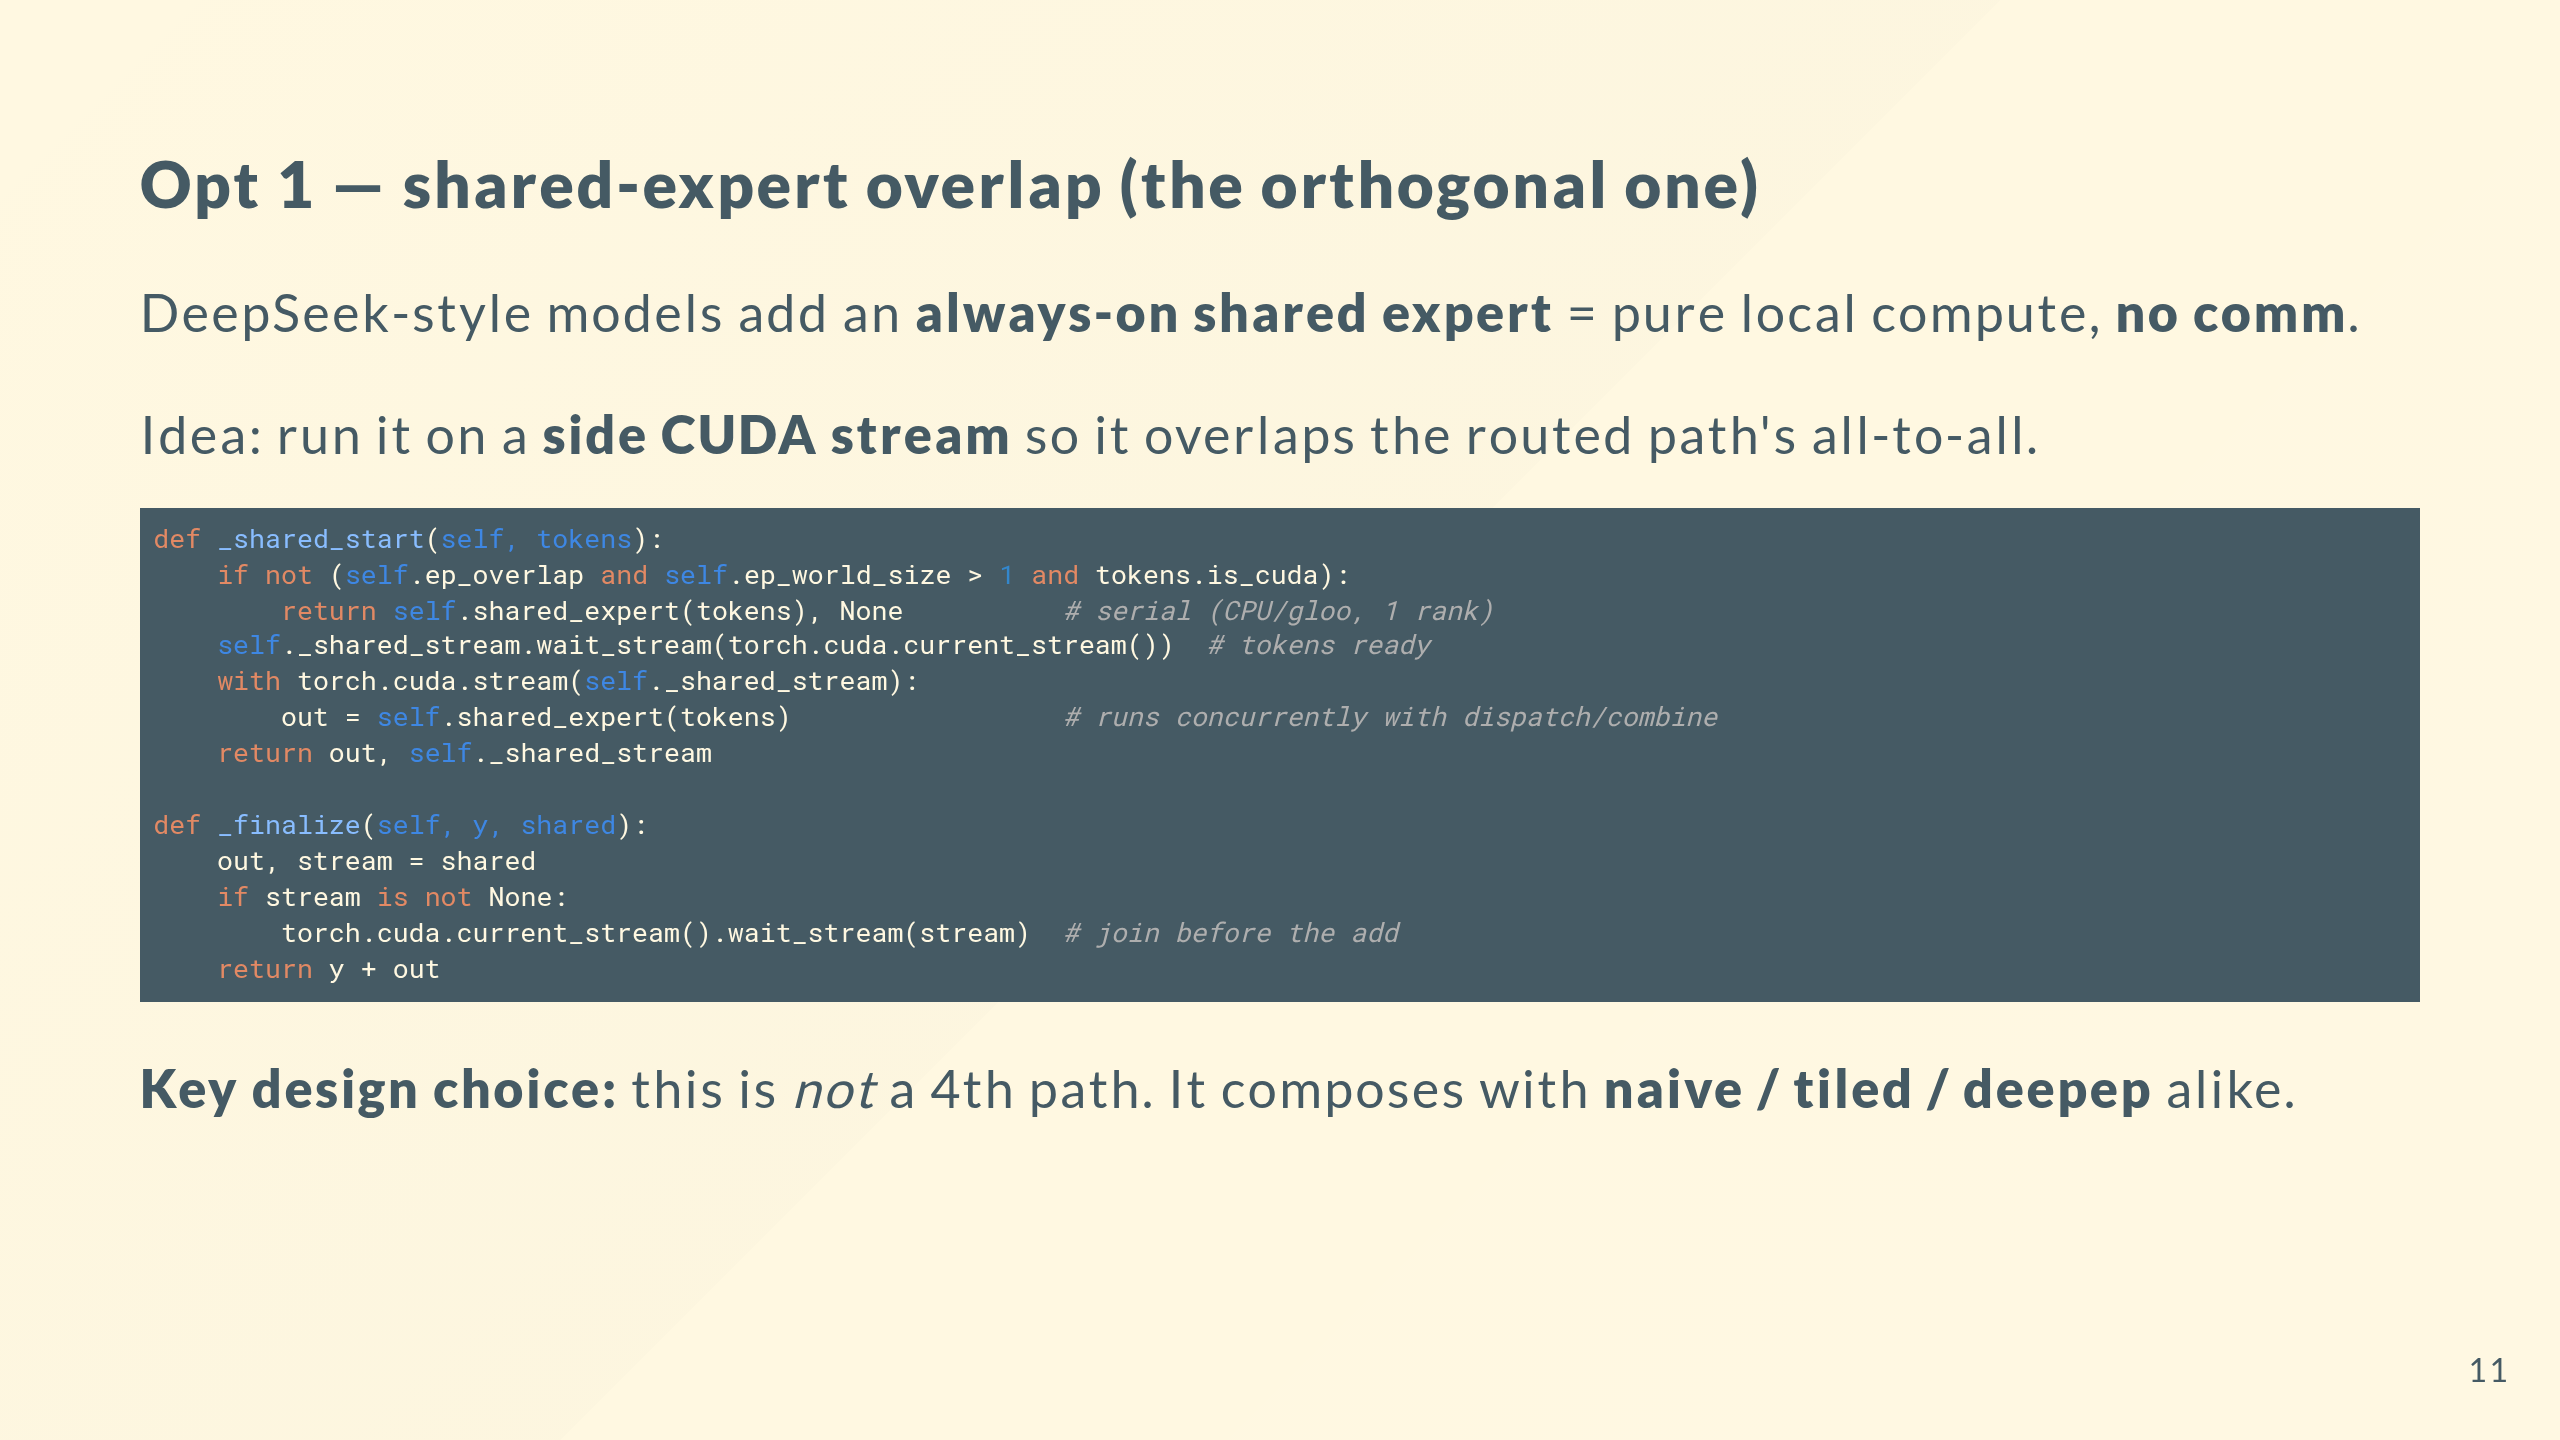 Opt 1 — shared-expert overlap (the orthogonal one)
DeepSeek-style models add an always-on shared expert = pure local compute, no comm.
Idea: run it on a side CUDA stream so it overlaps the routed path's all-to-all.
def _shared_start(self, tokens):
    if not (self.ep_overlap and self.ep_world_size > 1 and tokens.is_cuda):
        return self.shared_expert(tokens), None          # serial (CPU/gloo, 1 rank)
    self._shared_stream.wait_stream(torch.cuda.current_stream())  # tokens ready
    with torch.cuda.stream(self._shared_stream):
        out = self.shared_expert(tokens)                 # runs concurrently with dispatch/combine
    return out, self._shared_stream
def _finalize(self, y, shared):
    out, stream = shared
    if stream is not None:
        torch.cuda.current_stream().wait_stream(stream)  # join before the add
    return y + out
Key design choice: this is not a 4th path. It composes with naive / tiled / deepep alike.
11